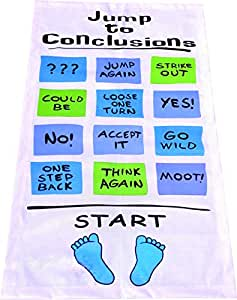 Jump
to
Conclusions
???
JUMP
AGAIN
STRIKE
OUT
COULD
BE
LOOSE
ONE
TURN
YES!
NO!
ACCEPT
IT
GO
WILD
ONE
STEP
BACK
THINK
AGAIN
MOOT!
START